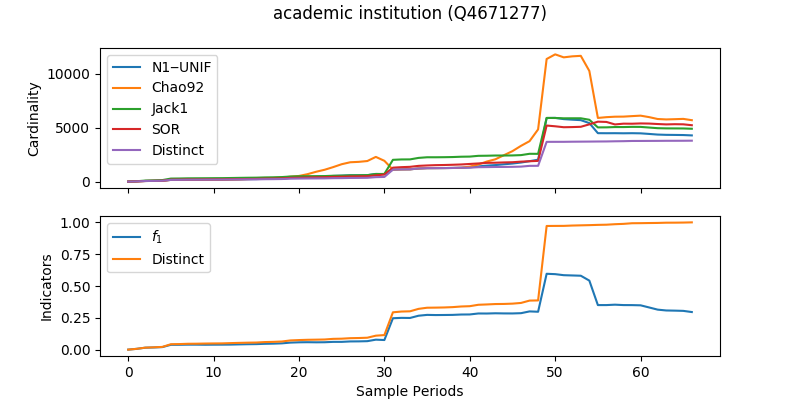 academic institution (Q4671277)
Cardinality
10000
5000
0
N1−UNIF
Chao92
Jack1
SOR
Distinct
Indicators
1.00
0.75
0.50
0.25
0.00
f1
Distinct
0 10 20 30 40 50 60
Sample Periods